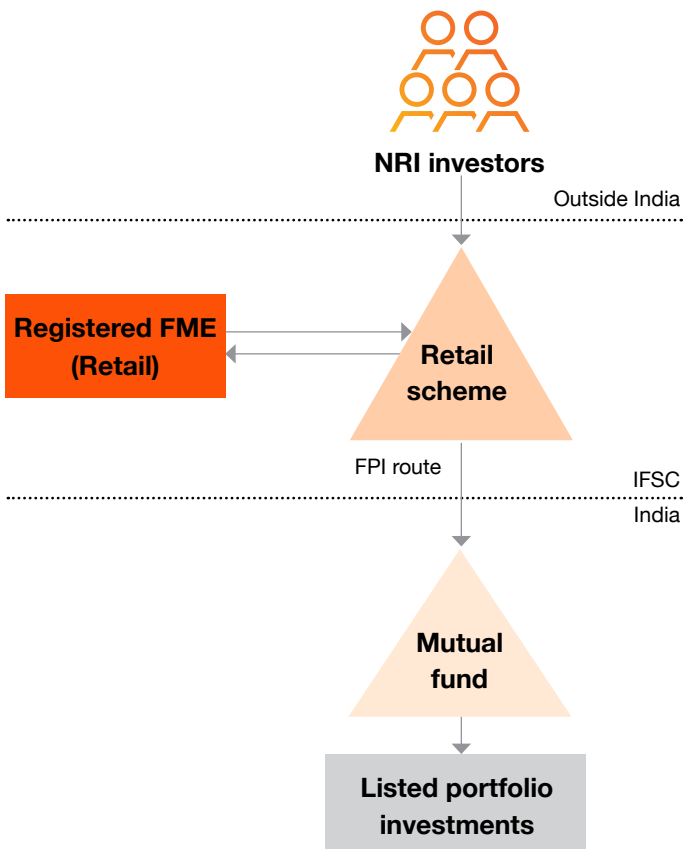 NRI investors
Outside India
Registered FME
(Retail)
Retail
scheme
FPI route
IFSC
India
Mutual
fund
Listed portfolio
investments